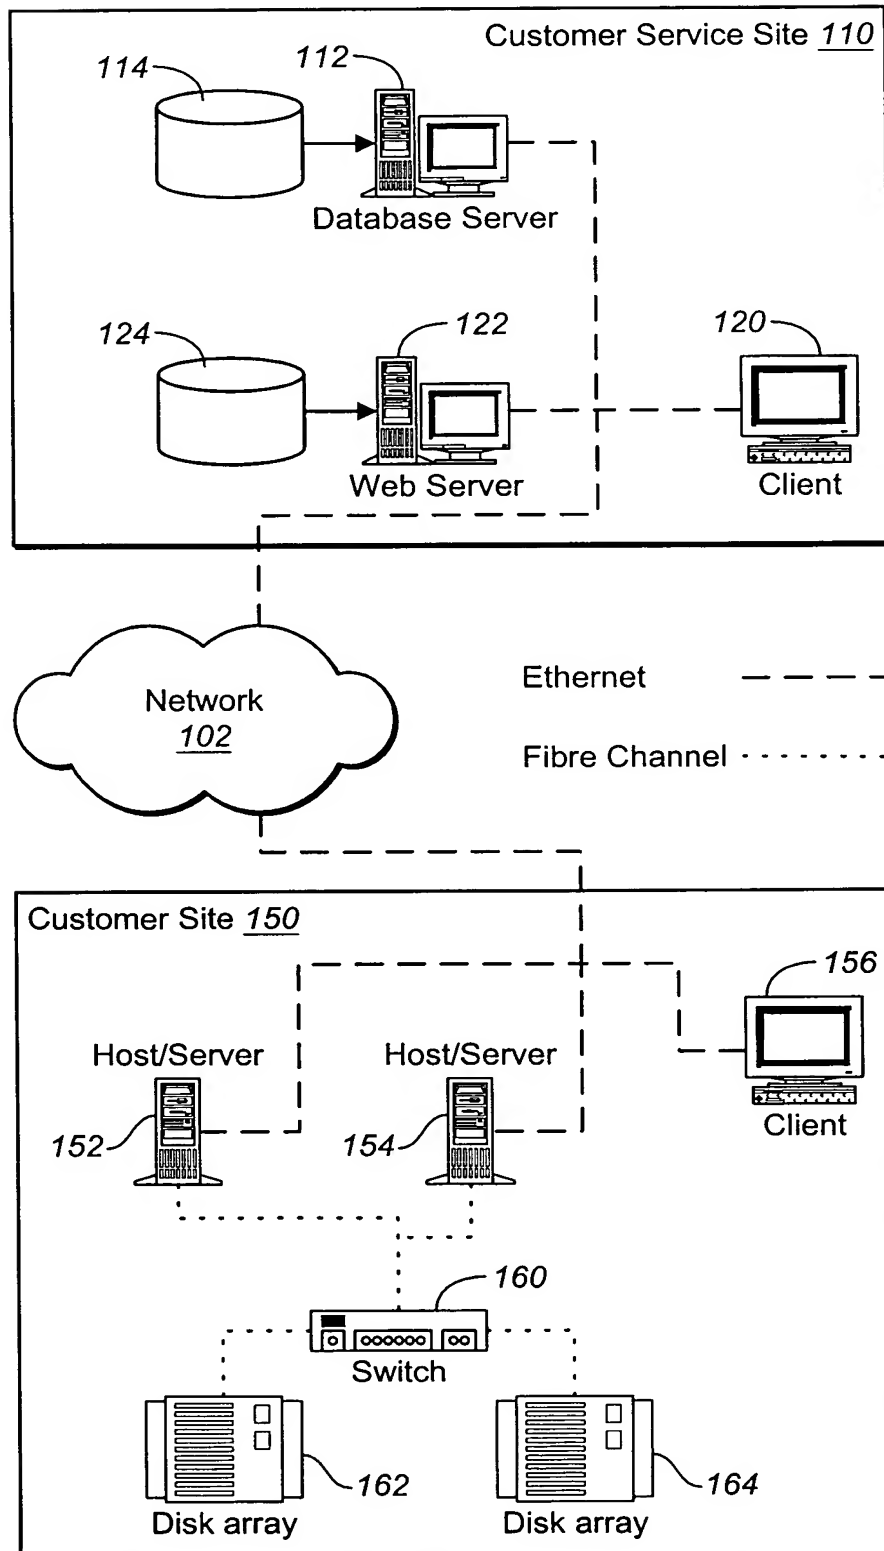 Customer Service Site 110
114
112
Database Server
124
122
120
Web Server
Client
Network
102
Ethernet
Fibre Channel
Customer Site 150
156
Host/Server
Host/Server
152
154
Client
160
Switch
162
164
Disk array
Disk array